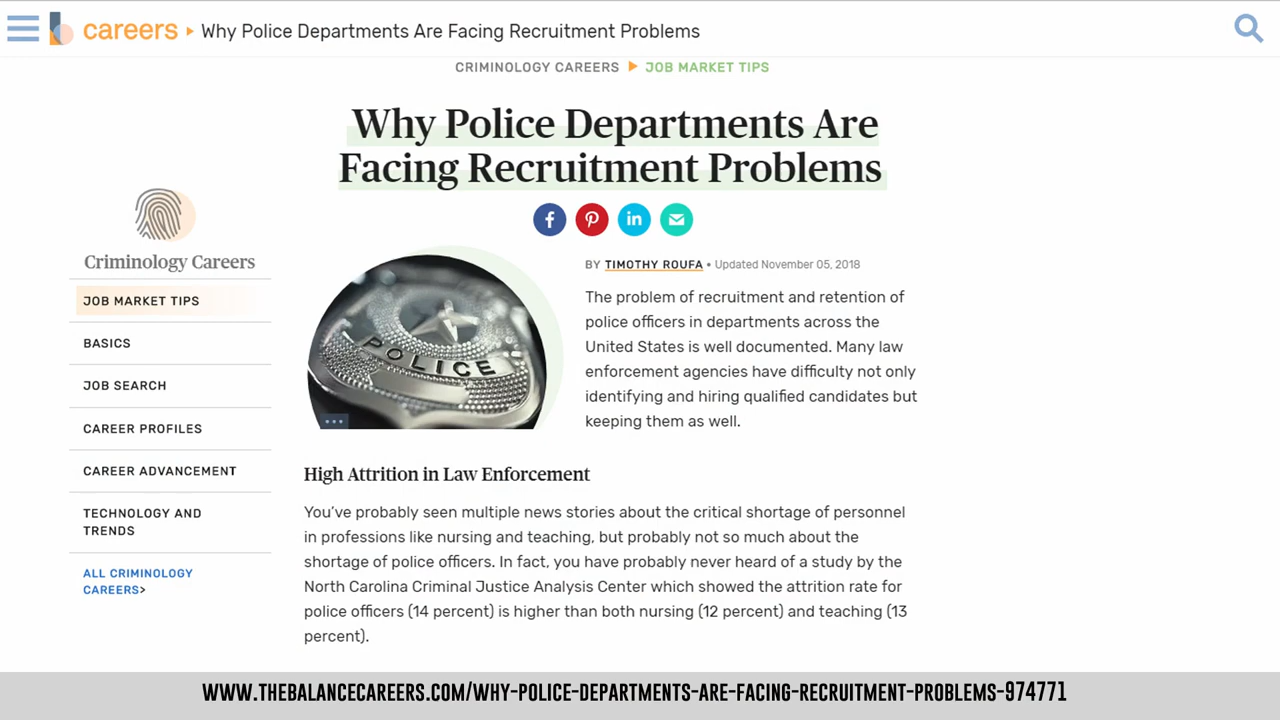 careers ▸ Why Police Departments Are Facing Recruitment Problems
CRIMINOLOGY CAREERS ▸ JOB MARKET TIPS
Why Police Departments Are
Facing Recruitment Problems
Criminology Careers
JOB MARKET TIPS
BASICS
JOB SEARCH
CAREER PROFILES
CAREER ADVANCEMENT
TECHNOLOGY AND
TRENDS
ALL CRIMINOLOGY
CAREERS>
POLICE
BY TIMOTHY ROUFA • Updated November 05, 2018
The problem of recruitment and retention of
police officers in departments across the
United States is well documented. Many law
enforcement agencies have difficulty not only
identifying and hiring qualified candidates but
keeping them as well.
High Attrition in Law Enforcement
You’ve probably seen multiple news stories about the critical shortage of personnel
in professions like nursing and teaching, but probably not so much about the
shortage of police officers. In fact, you have probably never heard of a study by the
North Carolina Criminal Justice Analysis Center which showed the attrition rate for
police officers (14 percent) is higher than both nursing (12 percent) and teaching (13
percent).
WWW.THEBALANCECAREERS.COM/WHY-POLICE-DEPARTMENTS-ARE-FACING-RECRUITMENT-PROBLEMS-974771